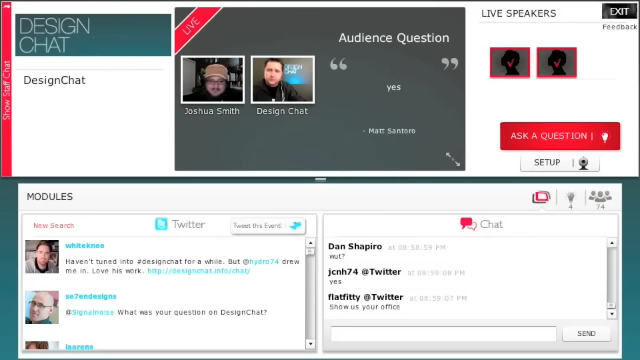 Show Staff Chat
DESIGN
CHAT
DesignChat
LIVE
Joshua Smith
DESIGN
CHAT
Design Chat
Audience Question
“ ”
yes
- Matt Santoro
LIVE SPEAKERS
EXIT
Feedback
ASK A QUESTION |
SETUP |
MODULES
4
74
New Search
Twitter
Tweet this Event!
whiteknee
Haven't tuned into #designchat for a while. But @hydro74 drew
me in. Love his work. http://designchat.info/chat/
se7endesigns
@Signalnoise What was your question on DesignChat?
laarens
Chat
Dan Shapiro at 08:58:59 PM
wut?
jcnh74 @Twitter at 08:59:08 PM
yes
flatfitty @Twitter at 08:59:07 PM
Show us your office
SEND